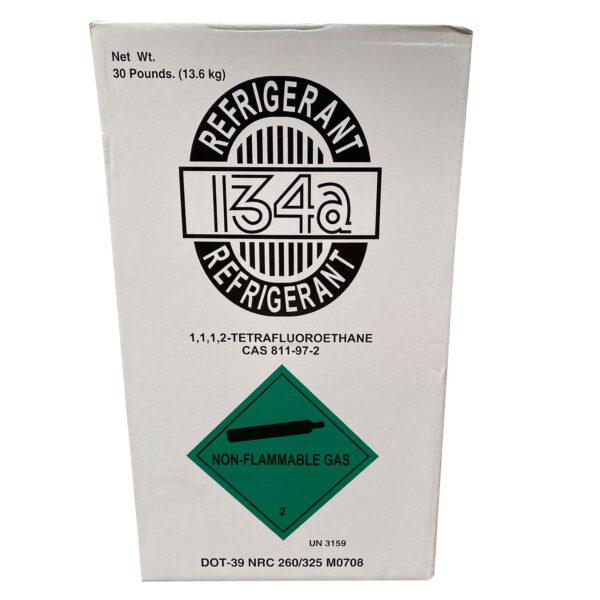 Net Wt.
30 Pounds. (13.6 kg)
REFRIGERANT
134a
REFRIGERANT
1,1,1,2-TETRAFLUOROETHANE
CAS 811-97-2
NON-FLAMMABLE GAS
2
UN 3159
DOT-39 NRC 260/325 M0708